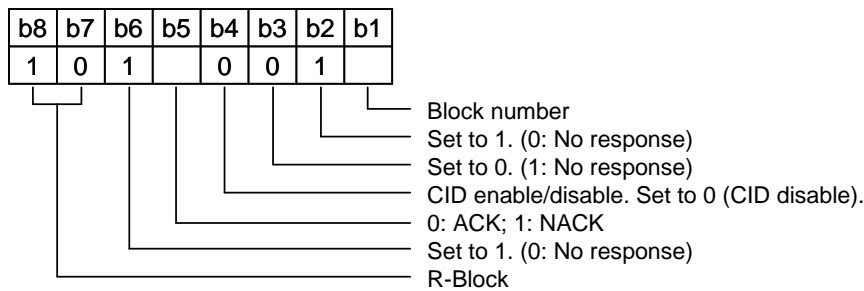 b8 b7 b6 b5 b4 b3 b2 b1
1 0 1 0 0 1
Block number
Set to 1. (0: No response)
Set to 0. (1: No response)
CID enable/disable. Set to 0 (CID disable).
0: ACK; 1: NACK
Set to 1. (0: No response)
R-Block